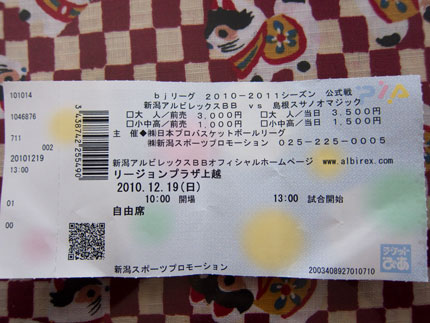 101014
1046876
711
002
20101219
13:00
00
00
3458742255490
bjリーグ 2010-2011シーズン 公式戦
新潟アルビレックスBB vs 島根スサノオマジック
□大 人/前売 3,000円 □大 人/当日 3,500円
□小中高/前売 1,000円 □小中高/当日 1,500円
主 催◆㈱日本プロバスケットボールリーグ
㈱新潟スポーツプロモーション 025-225-0005
新潟アルビレックスBBオフィシャルホームページ www.albirex.com
リージョンプラザ上越
2010.12.19(日)
10:00 開場 13:00 試合開始
自由席
新潟スポーツプロモーション
チケットぴあ
2003408927010710